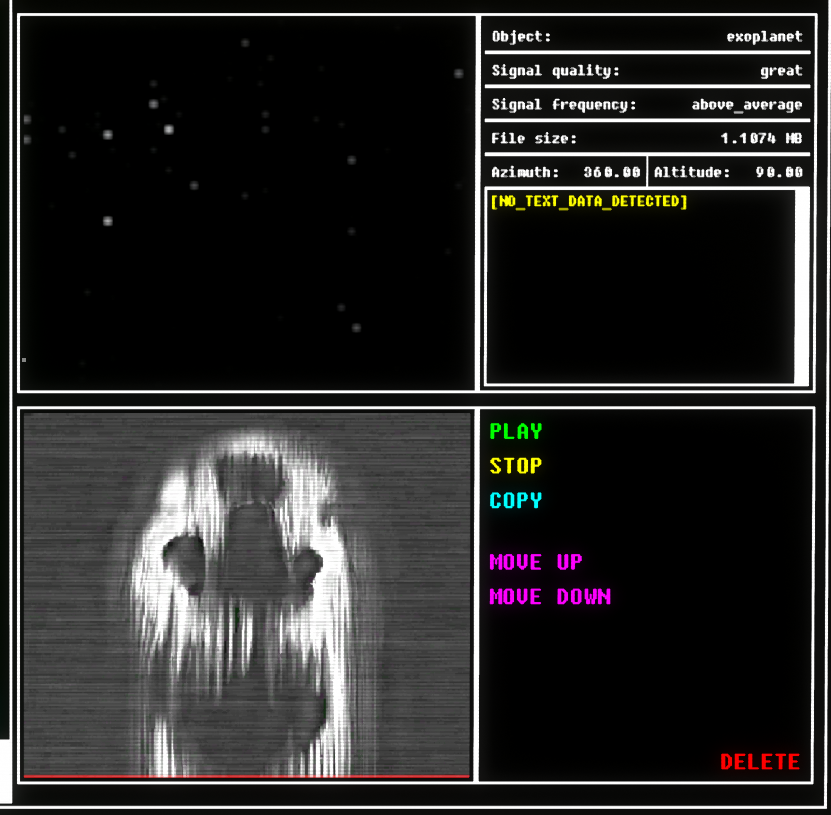 Object: exoplanet
Signal quality: great
Signal frequency: above_average
File size: 1.1074 MB
Azimuth: 360.00 Altitude: 90.00
[NO_TEXT_DATA_DETECTED]
PLAY
STOP
COPY
MOVE UP
MOVE DOWN
DELETE